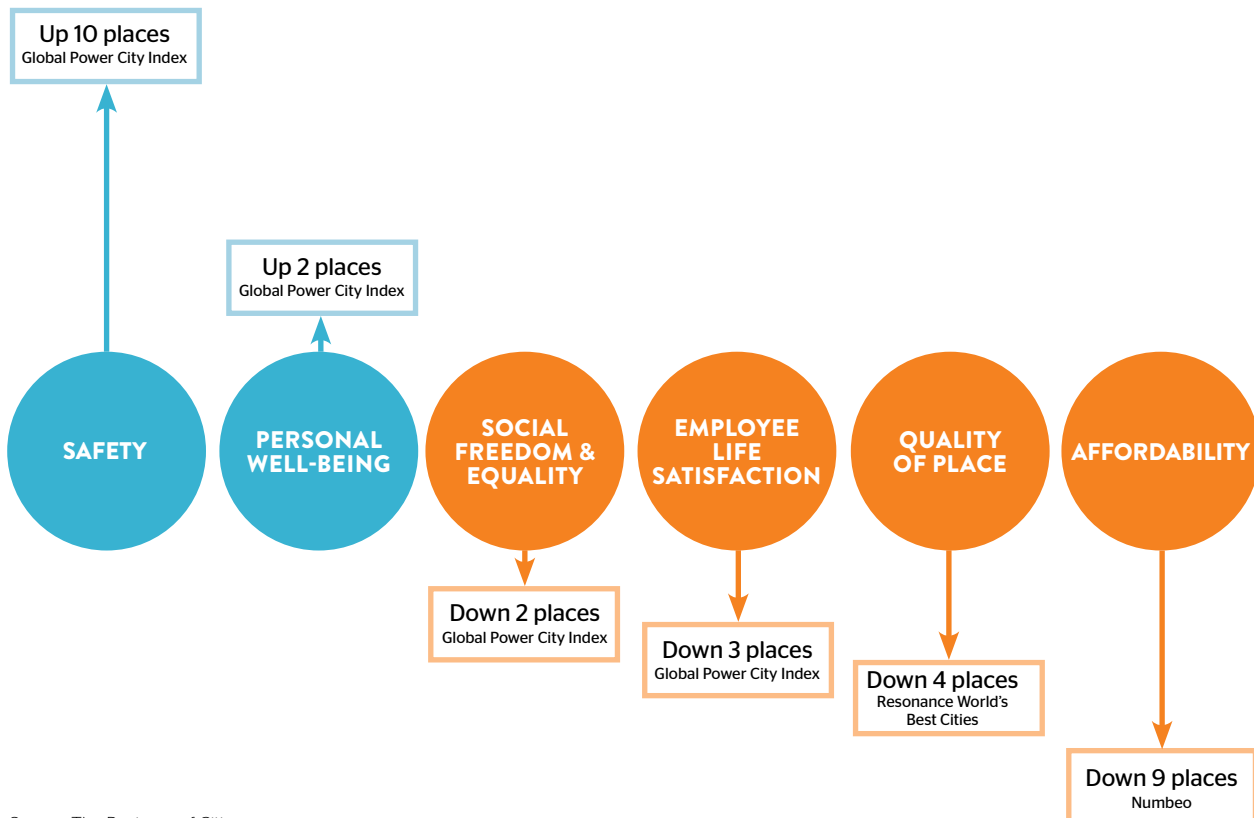 Up 10 places
Global Power City Index
Up 2 places
Global Power City Index
SAFETY
PERSONAL
WELL-BEING
SOCIAL
FREEDOM &
EQUALITY
EMPLOYEE
LIFE
SATISFACTION
QUALITY
OF PLACE
AFFORDABILITY
Down 2 places
Global Power City Index
Down 3 places
Global Power City Index
Down 4 places
Resonance World's
Best Cities
Down 9 places
Numbeo